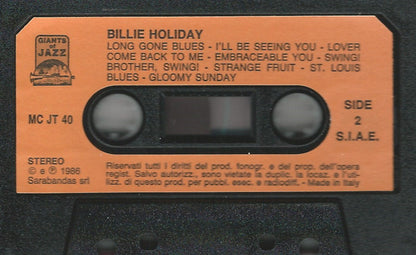 GIANTS
of
JAZZ
BILLIE HOLIDAY
LONG GONE BLUES - I'LL BE SEEING YOU - LOVER
COME BACK TO ME - EMBRACEABLE YOU - SWING!
BROTHER, SWING! - STRANGE FRUIT - ST. LOUIS
BLUES - GLOOMY SUNDAY
MC JT 40
SIDE
2
S.I.A.E.
STEREO
© e ℗ 1986
Sarabandas srl
Riservati tutti i diritti del prod. fonogr. e del prop. dell'opera
regist. Salvo autorizz., sono vietate la duplic. la locaz. e l'uti-
lizz. di questo prod. per pubbl. esec. e radiodiff. - Made in Italy